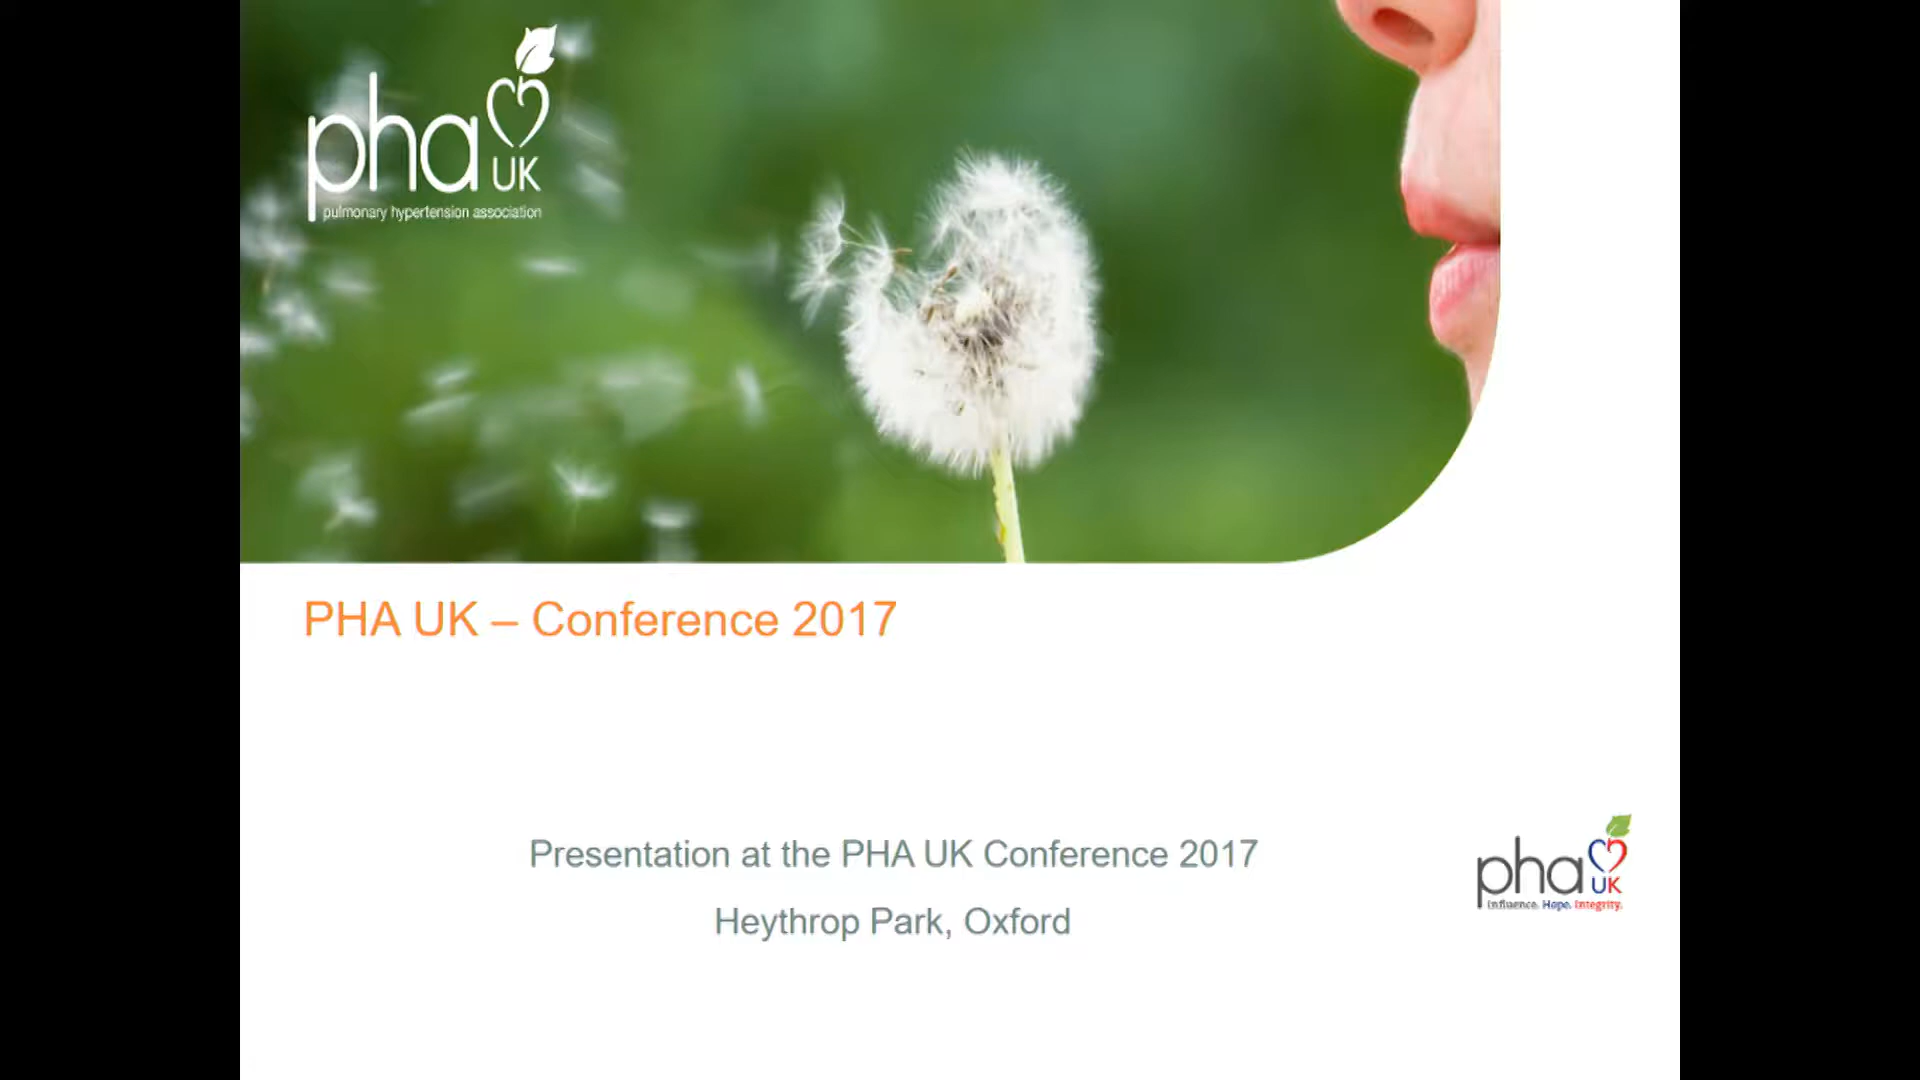 pha
UK
pulmonary hypertension association
PHA UK – Conference 2017
Presentation at the PHA UK Conference 2017
Heythrop Park, Oxford
pha
UK
Influence. Hope. Integrity.